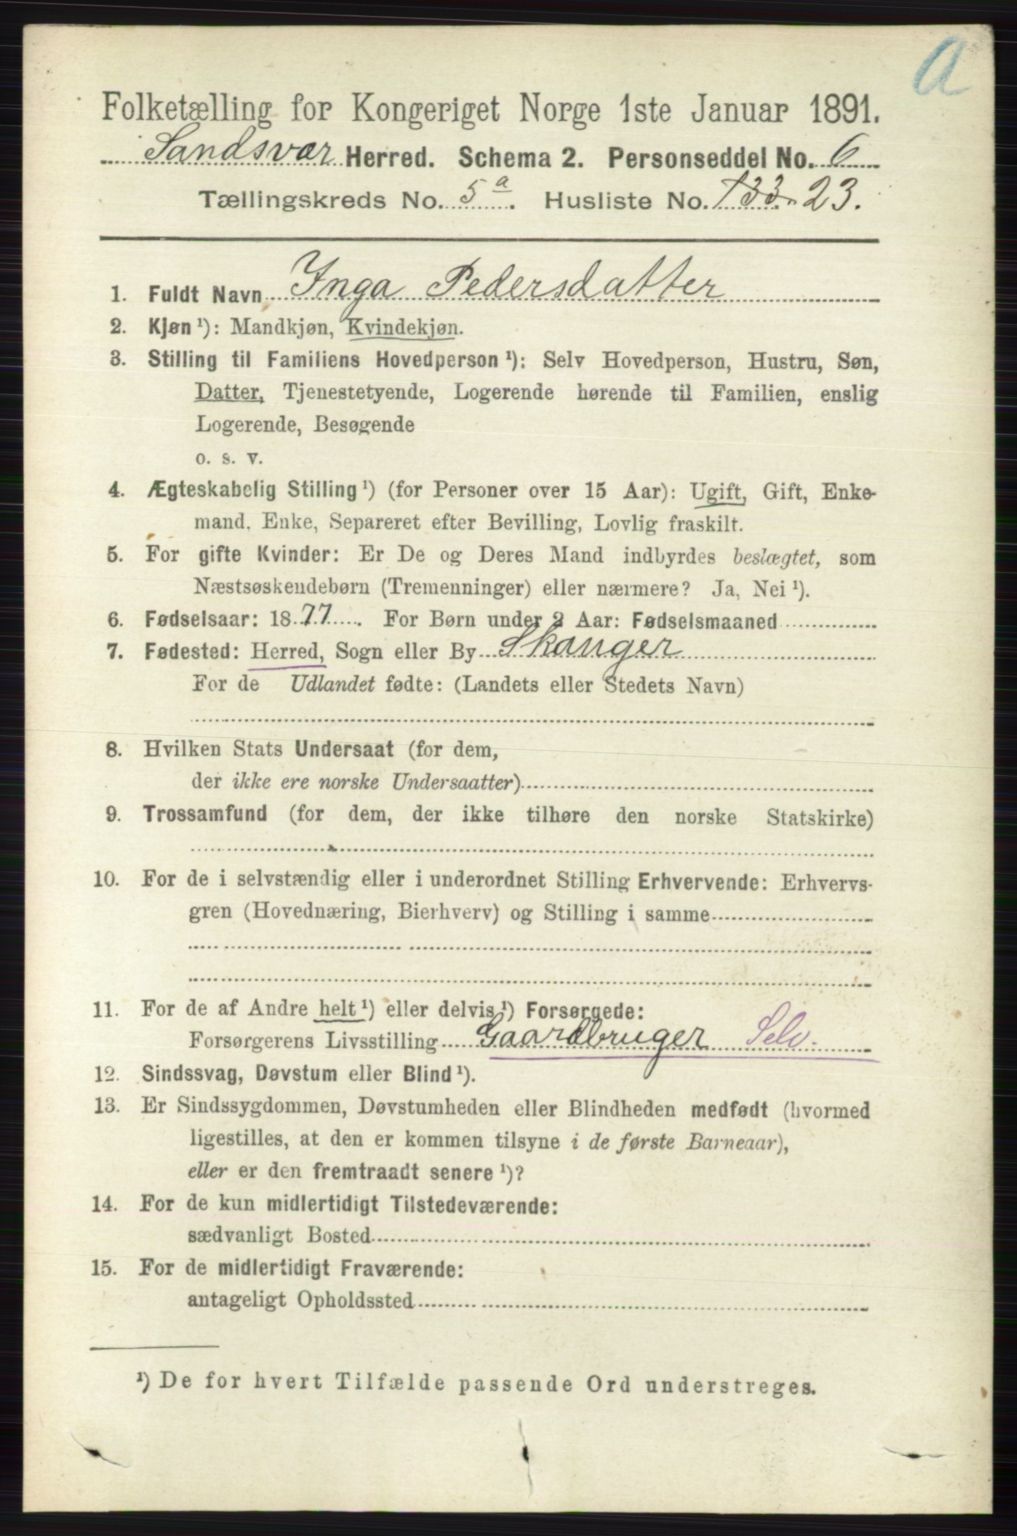 a
Folketælling for Kongeriget Norge 1ste Januar 1891.
Sandsvær Herred. Schema 2. Personseddel No. 6
Tællingskreds No. 5 a. Husliste No. 133. 23.
1. Fuldt Navn Inga Pedersdatter
2. Kjøn ¹): Mandkjøn, Kvindekjøn.
3. Stilling til Familiens Hovedperson ¹): Selv Hovedperson, Hustru, Søn,
Datter, Tjenestetyende, Logerende hørende til Familien, enslig
Logerende, Besøgende
o. s. v.
4. Ægteskabelig Stilling ¹) (for Personer over 15 Aar): Ugift, Gift, Enke-
mand, Enke, Separeret efter Bevilling, Lovlig fraskilt.
5. For gifte Kvinder: Er De og Deres Mand indbyrdes beslægtet, som
Næstsøskendebørn (Tremenninger) eller nærmere? Ja, Nei ¹).
6. Fødselsaar: 1877. For Børn under 2 Aar: Fødselsmaaned
7. Fødested: Herred, Sogn eller By Skauger
For de Udlandet fødte: (Landets eller Stedets Navn)
8. Hvilken Stats Undersaat (for dem,
der ikke ere norske Undersaatter)
9. Trossamfund (for dem, der ikke tilhøre den norske Statskirke)
10. For de i selvstændig eller i underordnet Stilling Erhvervende: Erhvervs-
gren (Hovednæring, Bierhverv) og Stilling i samme
11. For de af Andre helt ¹) eller delvis ¹) Forsørgede:
Forsørgerens Livsstilling Gaardbruger Selv.
12. Sindssvag, Døvstum eller Blind ¹).
13. Er Sindssygdommen, Døvstumheden eller Blindheden medfødt (hvormed
ligestilles, at den er kommen tilsyne i de første Barneaar),
eller er den fremtraadt senere ¹)?
14. For de kun midlertidigt Tilstedeværende:
sædvanligt Bosted
15. For de midlertidigt Fraværende:
antageligt Opholdssted
¹) De for hvert Tilfælde passende Ord understreges.